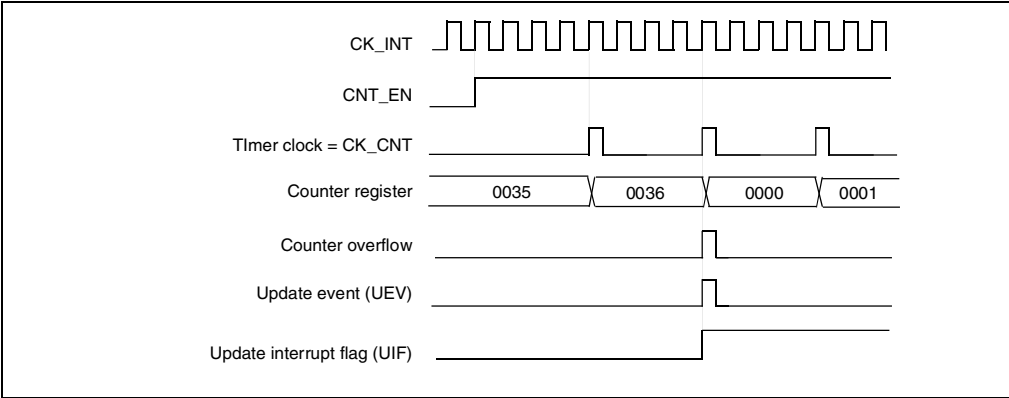 CK_INT
CNT_EN
TImer clock = CK_CNT
Counter register 0035 0036 0000 0001
Counter overflow
Update event (UEV)
Update interrupt flag (UIF)